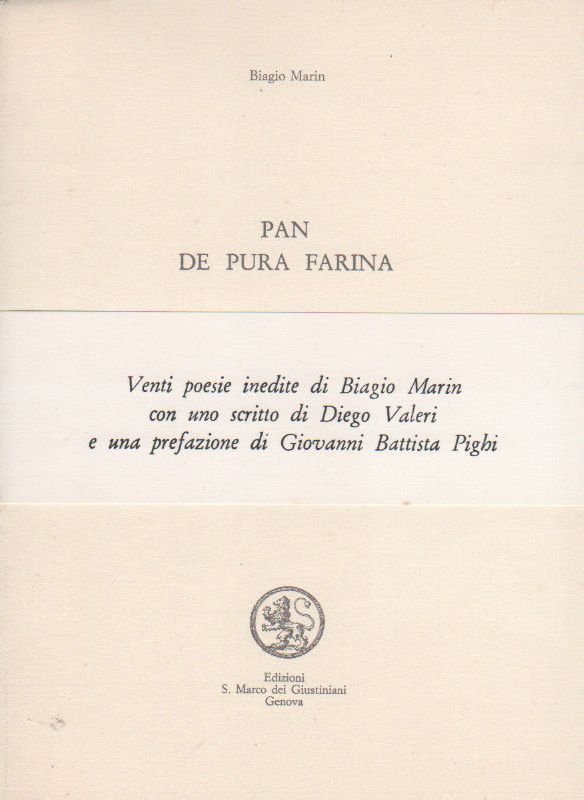 Biagio Marin
PAN
DE PURA FARINA
Venti poesie inedite di Biagio Marin
con uno scritto di Diego Valeri
e una prefazione di Giovanni Battista Pighi
Edizioni
S. Marco dei Giustiniani
Genova